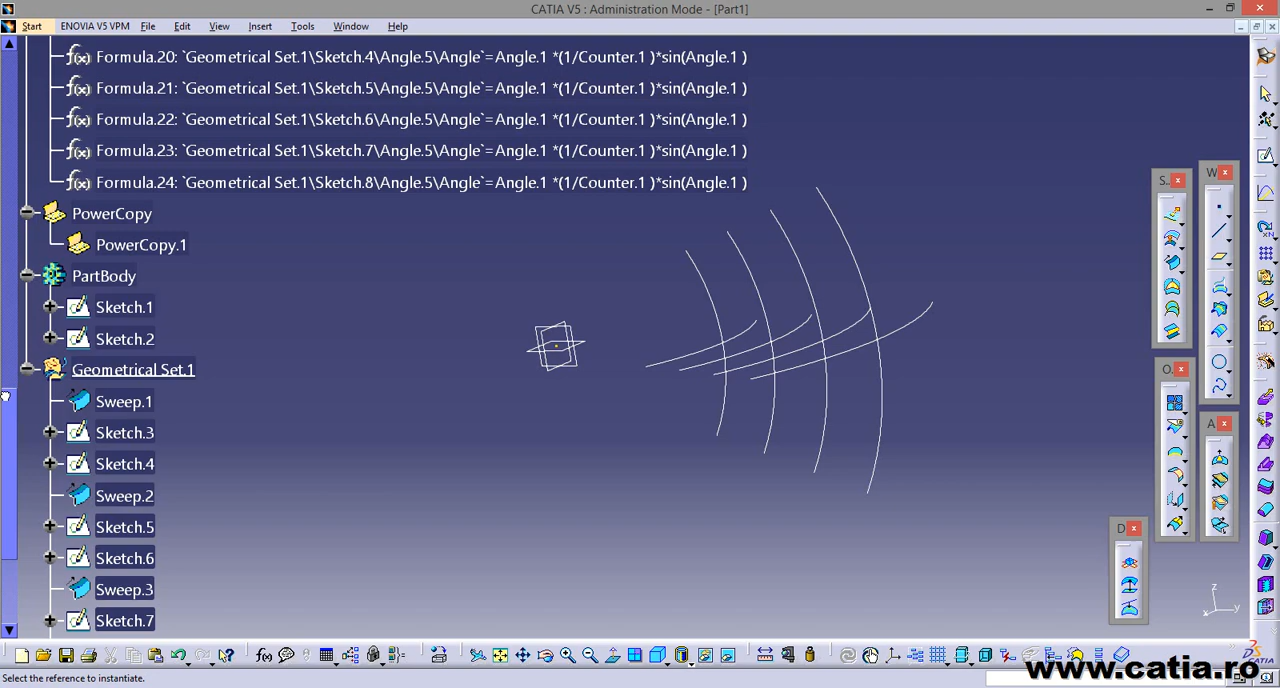 CATIA V5 : Administration Mode - [Part1]
Start ENOVIA V5 VPM File Edit View Insert Tools Window Help
Formula.20: `Geometrical Set.1\Sketch.4\Angle.5\Angle`=Angle.1 *(1/Counter.1 )*sin(Angle.1 )
Formula.21: `Geometrical Set.1\Sketch.5\Angle.5\Angle`=Angle.1 *(1/Counter.1 )*sin(Angle.1 )
Formula.22: `Geometrical Set.1\Sketch.6\Angle.5\Angle`=Angle.1 *(1/Counter.1 )*sin(Angle.1 )
Formula.23: `Geometrical Set.1\Sketch.7\Angle.5\Angle`=Angle.1 *(1/Counter.1 )*sin(Angle.1 )
Formula.24: `Geometrical Set.1\Sketch.8\Angle.5\Angle`=Angle.1 *(1/Counter.1 )*sin(Angle.1 )
PowerCopy
PowerCopy.1
PartBody
Sketch.1
Sketch.2
Geometrical Set.1
Sweep.1
Sketch.3
Sketch.4
Sweep.2
Sketch.5
Sketch.6
Sweep.3
Sketch.7
S..
W
O.
A
D
z
x
y
f(x)
www.catia.ro
Select the reference to instantiate.